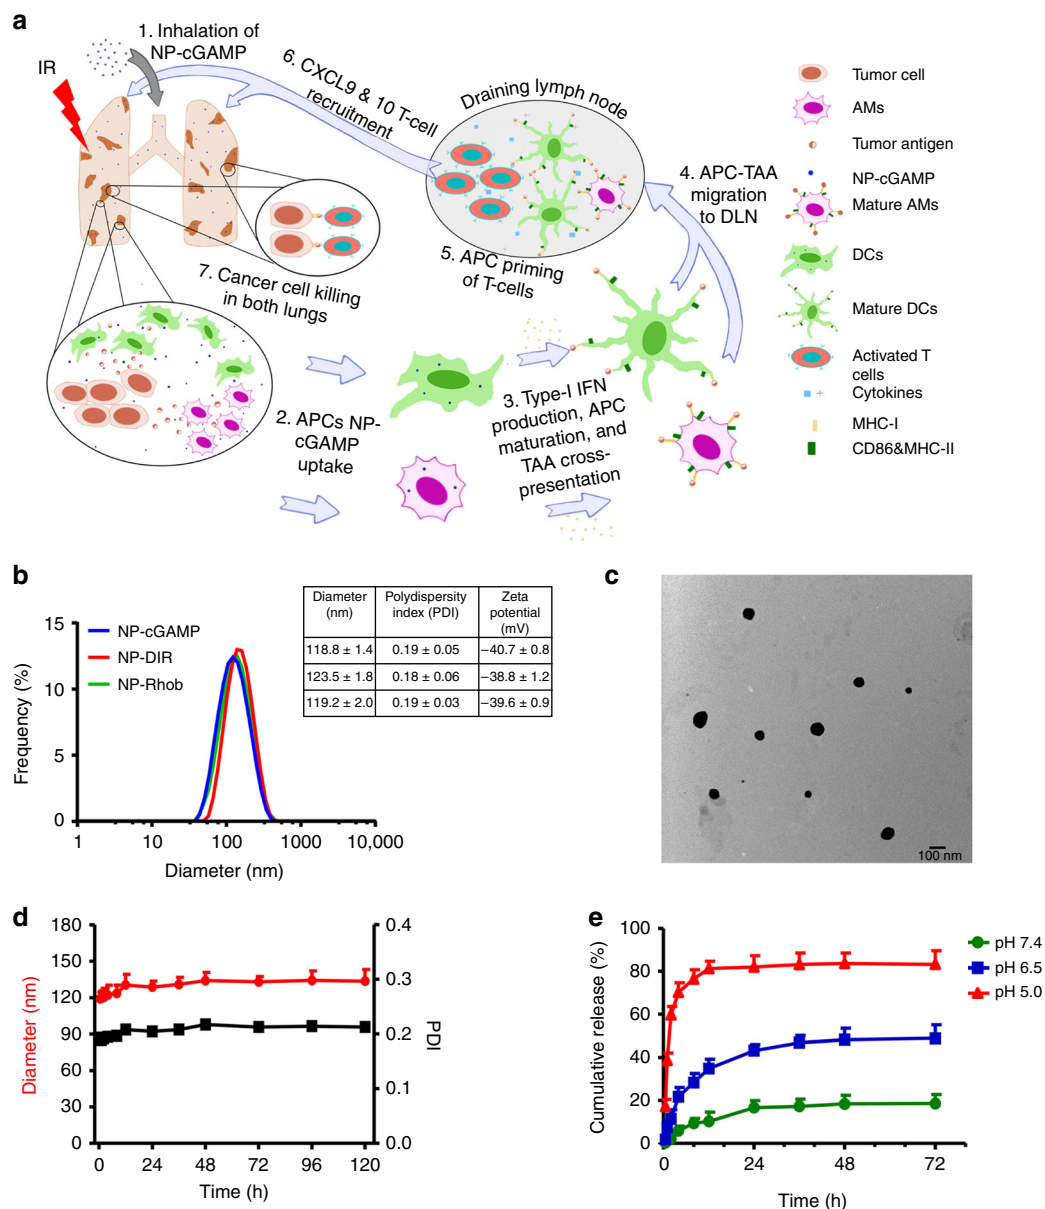 a
1. Inhalation of
NP-cGAMP
IR
6. CXCL9 & 10 T-cell
recruitment
Draining lymph node
4. APC-TAA
migration
to DLN
5. APC priming
of T-cells
7. Cancer cell killing
in both lungs
2. APCs NP-
cGAMP
uptake
3. Type-I IFN
production, APC
maturation, and
TAA cross-
presentation
Tumor cell
AMs
Tumor antigen
NP-cGAMP
Mature AMs
DCs
Mature DCs
Activated T
cells
Cytokines
MHC-I
CD86&MHC-II
b
Frequency (%)
15
10
5
0
1 10 100 1000 10,000
Diameter (nm)
NP-cGAMP
NP-DIR
NP-Rhob
Diameter (nm) Polydispersity index (PDI) Zeta potential (mV)
118.8 ± 1.4 0.19 ± 0.05 −40.7 ± 0.8
123.5 ± 1.8 0.18 ± 0.06 −38.8 ± 1.2
119.2 ± 2.0 0.19 ± 0.03 −39.6 ± 0.9
c
100 nm
d
Diameter (nm)
180
150
120
90
60
30
0
0.4
0.3
0.2
0.1
0.0
PDI
0 24 48 72 96 120
Time (h)
e
Cumulative release (%)
100
80
60
40
20
0
0 24 48 72
Time (h)
pH 7.4
pH 6.5
pH 5.0